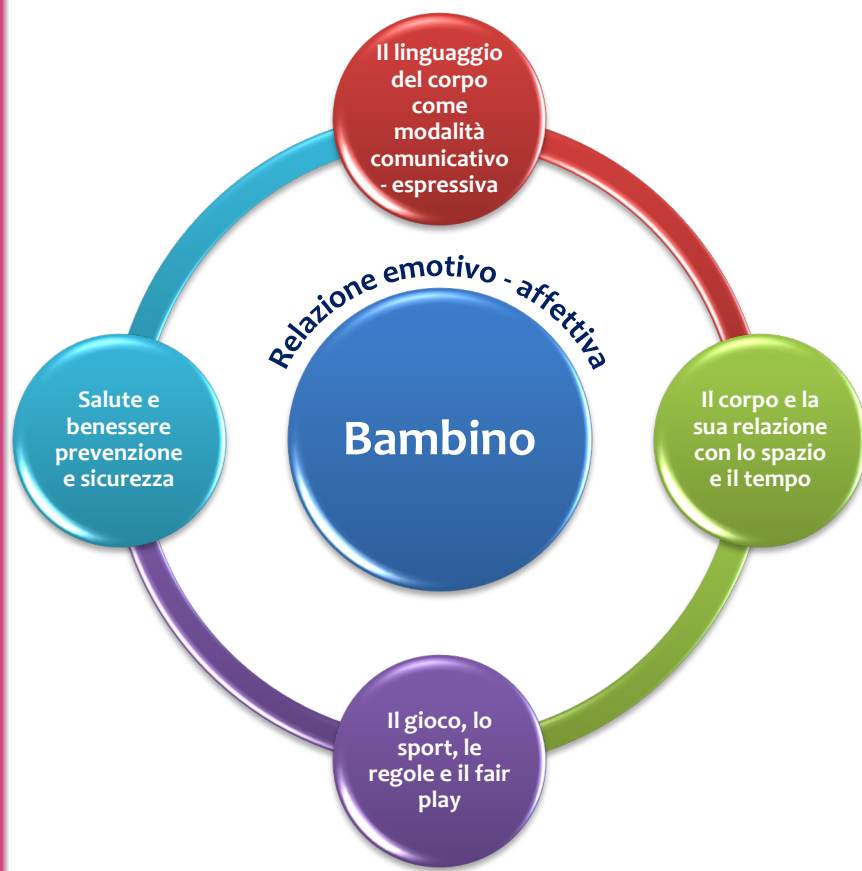 Il linguaggio
del corpo
come
modalità
comunicativo
- espressiva
Relazione emotivo - affettiva
Bambino
Salute e
benessere
prevenzione
e sicurezza
Il corpo e la
sua relazione
con lo spazio
e il tempo
Il gioco, lo
sport, le
regole e il fair
play